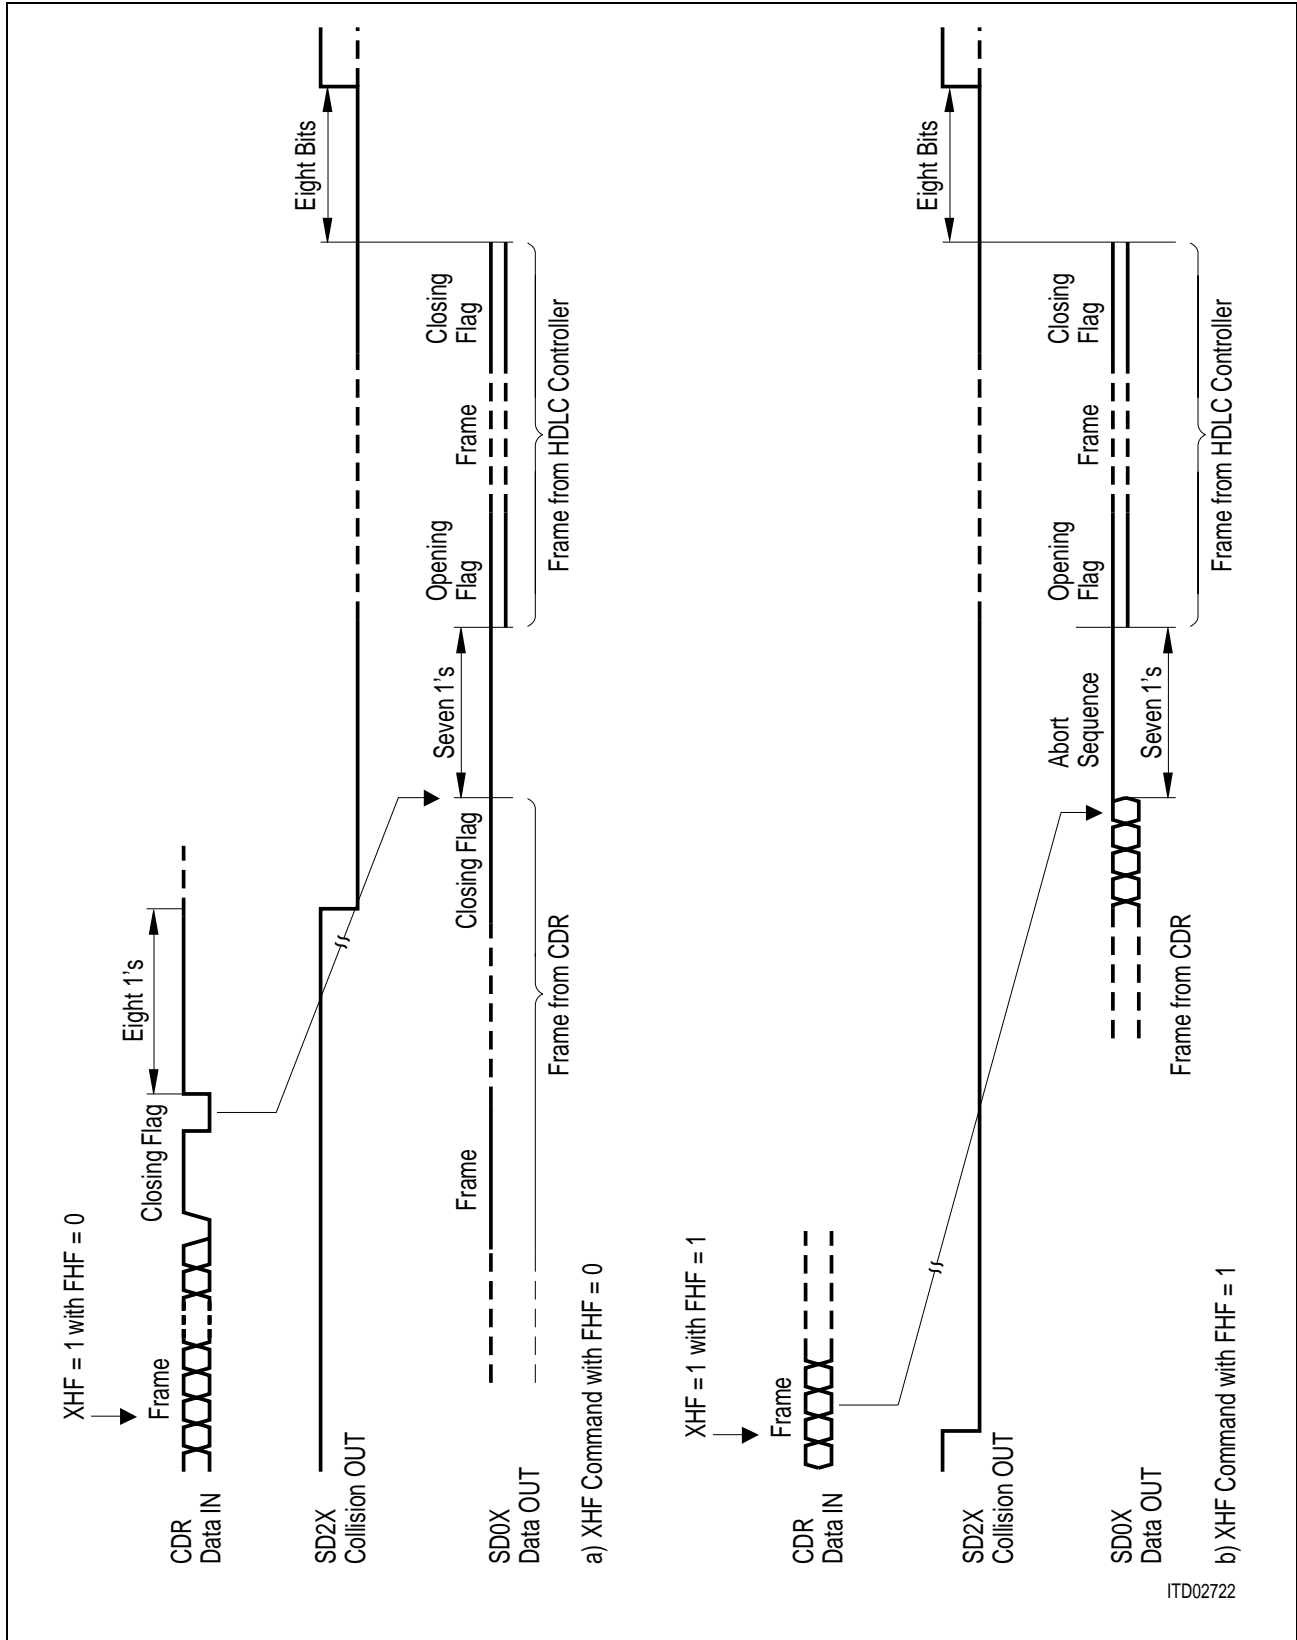 XHF = 1 with FHF = 0
Frame
Closing Flag
Eight 1's
CDR
Data IN
Eight Bits
SD2X
Collision OUT
Frame
Closing Flag
Seven 1's
Opening
Flag
Frame
Closing
Flag
SD0X
Data OUT
Frame from CDR
Frame from HDLC Controller
a) XHF Command with FHF = 0
XHF = 1 with FHF = 1
Frame
CDR
Data IN
Eight Bits
SD2X
Collision OUT
Abort
Sequence
Opening
Flag
Frame
Closing
Flag
SD0X
Data OUT
Seven 1's
Frame from CDR
Frame from HDLC Controller
b) XHF Command with FHF = 1
ITD02722